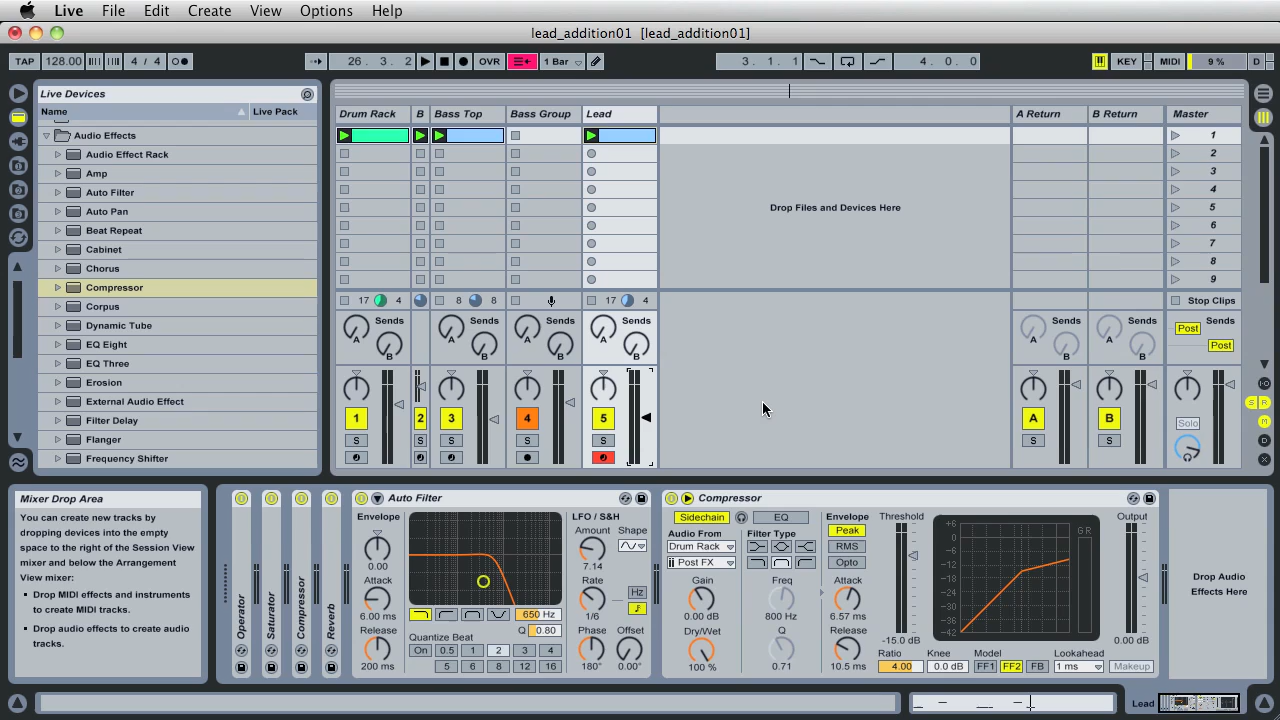 Live File Edit Create View Options Help
lead_addition01 [lead_addition01]
TAP 128.00 4 / 4 26. 3. 2 OVR 1 Bar 3. 1. 1 4. 0. 0 KEY MIDI 9 % D
Live Devices
Name Live Pack
Audio Effects
Audio Effect Rack
Amp
Auto Filter
Auto Pan
Beat Repeat
Cabinet
Chorus
Compressor
Corpus
Dynamic Tube
EQ Eight
EQ Three
Erosion
External Audio Effect
Filter Delay
Flanger
Frequency Shifter
Drum Rack B Bass Top Bass Group Lead A Return B Return Master
1
2
3
4
5
6
7
8
9
Drop Files and Devices Here
17 4 8 8 17 4 Stop Clips
Sends Sends Sends Sends Sends
A B A B A B A B A B Post Post
1 2 3 4 5 A B Solo
S S S S S S S
S R M D X
Mixer Drop Area
You can create new tracks by
dropping devices into the empty
space to the right of the Session View
mixer and below the Arrangement
View mixer:
Drop MIDI effects and instruments
to create MIDI tracks.
Drop audio effects to create audio
tracks.
Operator
Saturator
Compressor
Reverb
Auto Filter
Envelope
0.00
Attack
6.00 ms
Release
200 ms
650 Hz
Q 0.80
Quantize Beat
On 0.5 1 2 3 4
5 6 8 12 16
LFO / S&H
Amount Shape
7.14
Rate
1/6 Hz
Phase Offset
180° 0.00°
Compressor
Sidechain EQ
Audio From Filter Type
Drum Rack
Post FX
Gain Freq
0.00 dB 800 Hz
Dry/Wet Q
100 % 0.71
Envelope
Peak
RMS
Opto
Attack
6.57 ms
Release
10.5 ms
Threshold
-15.0 dB
Ratio Knee Model Lookahead
4.00 0.0 dB FF1 FF2 FB 1 ms Makeup
+6
0
-6
-12
-18
-24
-30
-36
-42
GR
Output
0.00 dB
Drop Audio
Effects Here
Lead